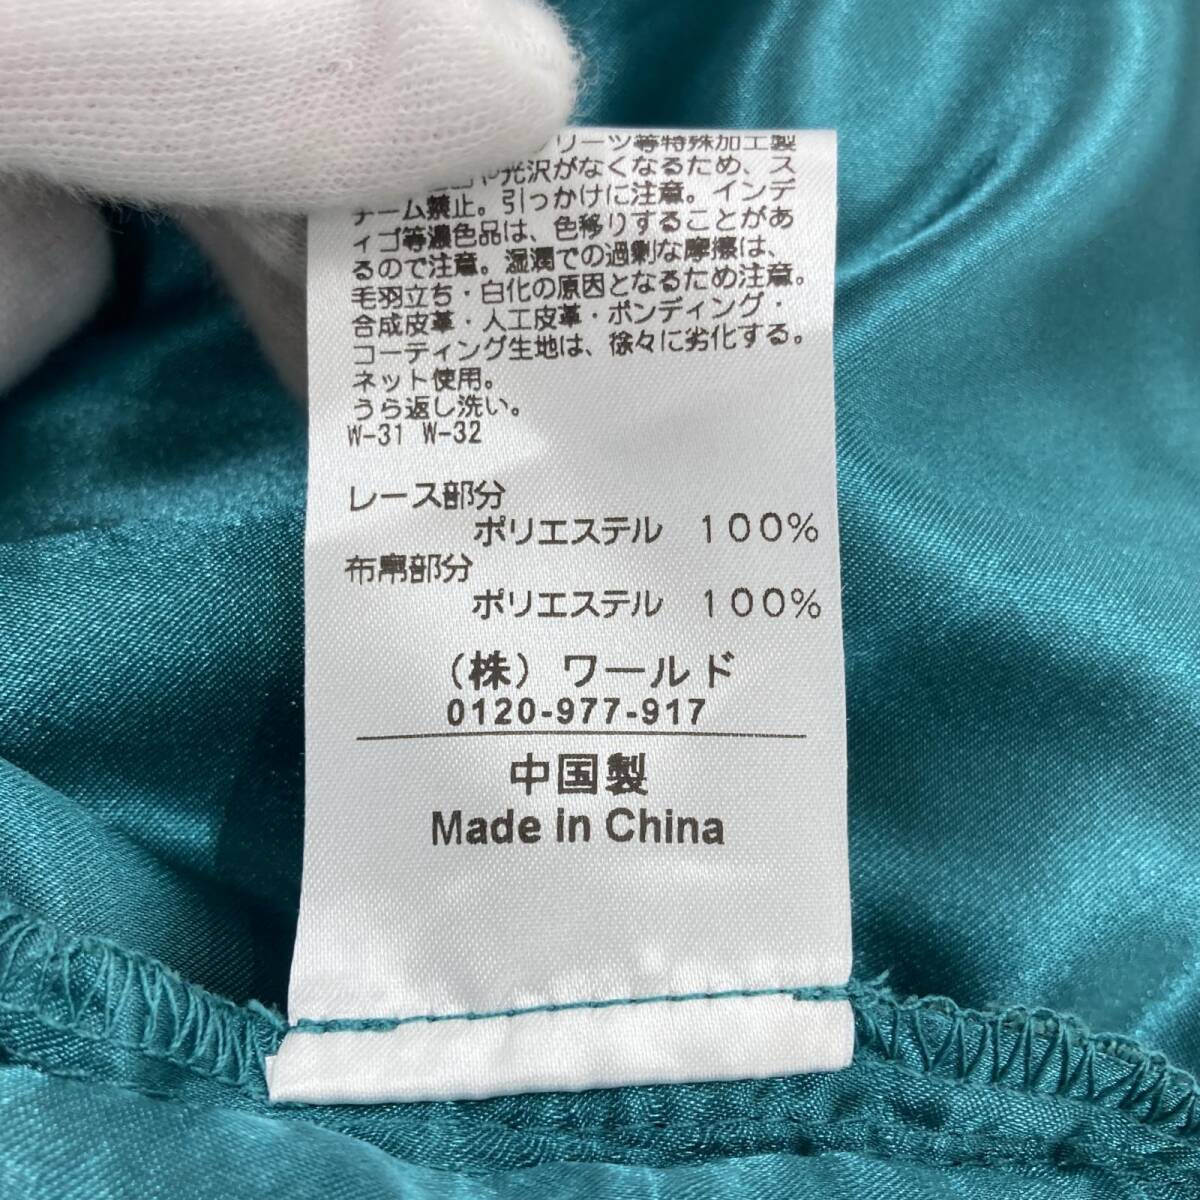 リーツ等特殊加工製
や光沢がなくなるため、ス
チーム禁止。引っかけに注意。インデ
ィゴ等濃色品は、色移りすることがあ
るので注意。湿潤での過剰な摩擦は、
毛羽立ち・白化の原因となるため注意。
合成皮革・人工皮革・ボンディング・
コーティング生地は、徐々に劣化する。
ネット使用。
うら返し洗い。
W-31 W-32
レース部分
ポリエステル 100%
布帛部分
ポリエステル 100%
(株) ワールド
0120-977-917
中国製
Made in China